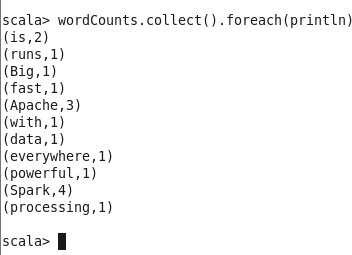 scala> wordCounts.collect().foreach(println)
(is,2)
(runs,1)
(Big,1)
(fast,1)
(Apache,3)
(with,1)
(data,1)
(everywhere,1)
(powerful,1)
(Spark,4)
(processing,1)
scala>